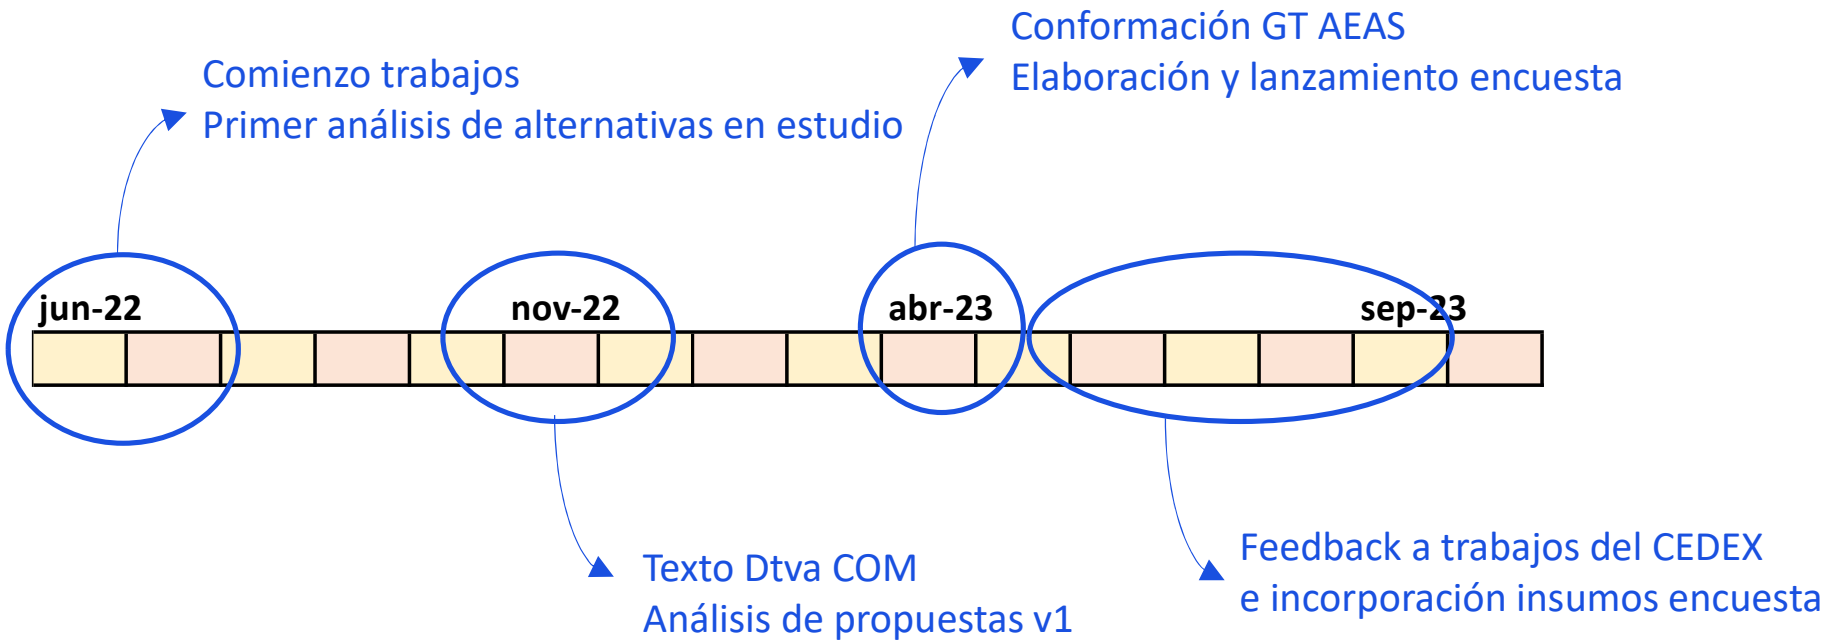 Conformación GT AEAS
Elaboración y lanzamiento encuesta
Comienzo trabajos
Primer análisis de alternativas en estudio
jun-22
nov-22
abr-23
sep-23
Texto Dtva COM
Análisis de propuestas v1
Feedback a trabajos del CEDEX
e incorporación insumos encuesta